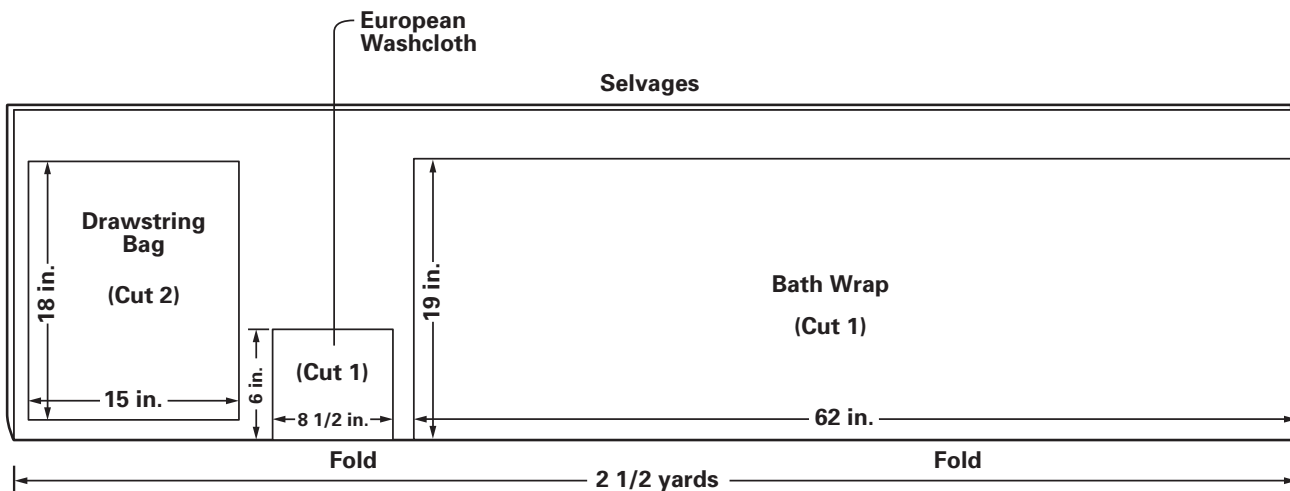 European
Washcloth
Selvages
Drawstring
Bag
(Cut 2)
18 in.
15 in.
6 in.
(Cut 1)
8 1/2 in.
19 in.
Bath Wrap
(Cut 1)
62 in.
Fold
Fold
2 1/2 yards